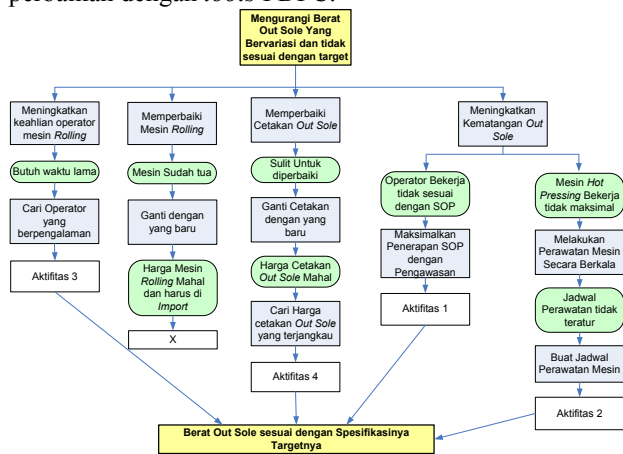 perbaikan dengan tools PDPC.
Mengurangi Berat
Out Sole Yang
Bervariasi dan tidak
sesuai dengan target
Meningkatkan
keahlian operator
mesin Rolling
Butuh waktu lama
Cari Operator
yang
berpengalaman
Aktifitas 3
Memperbaiki
Mesin Rolling
Mesin Sudah tua
Ganti dengan
yang baru
Harga Mesin
Rolling Mahal
dan harus di
Import
X
Memperbaiki
Cetakan Out Sole
Sulit Untuk
diperbaiki
Ganti Cetakan
dengan yang
baru
Harga Cetakan
Out Sole Mahal
Cari Harga
cetakan Out Sole
yang terjangkau
Aktifitas 4
Meningkatkan
Kematangan Out
Sole
Operator Bekerja
tidak sesuai
dengan SOP
Maksimalkan
Penerapan SOP
dengan
Pengawasan
Aktifitas 1
Mesin Hot
Pressing Bekerja
tidak maksimal
Melakukan
Perawatan Mesin
Secara Berkala
Jadwal
Perawatan tidak
teratur
Buat Jadwal
Perawatan Mesin
Aktifitas 2
Berat Out Sole sesuai dengan Spesifikasinya
Targetnya